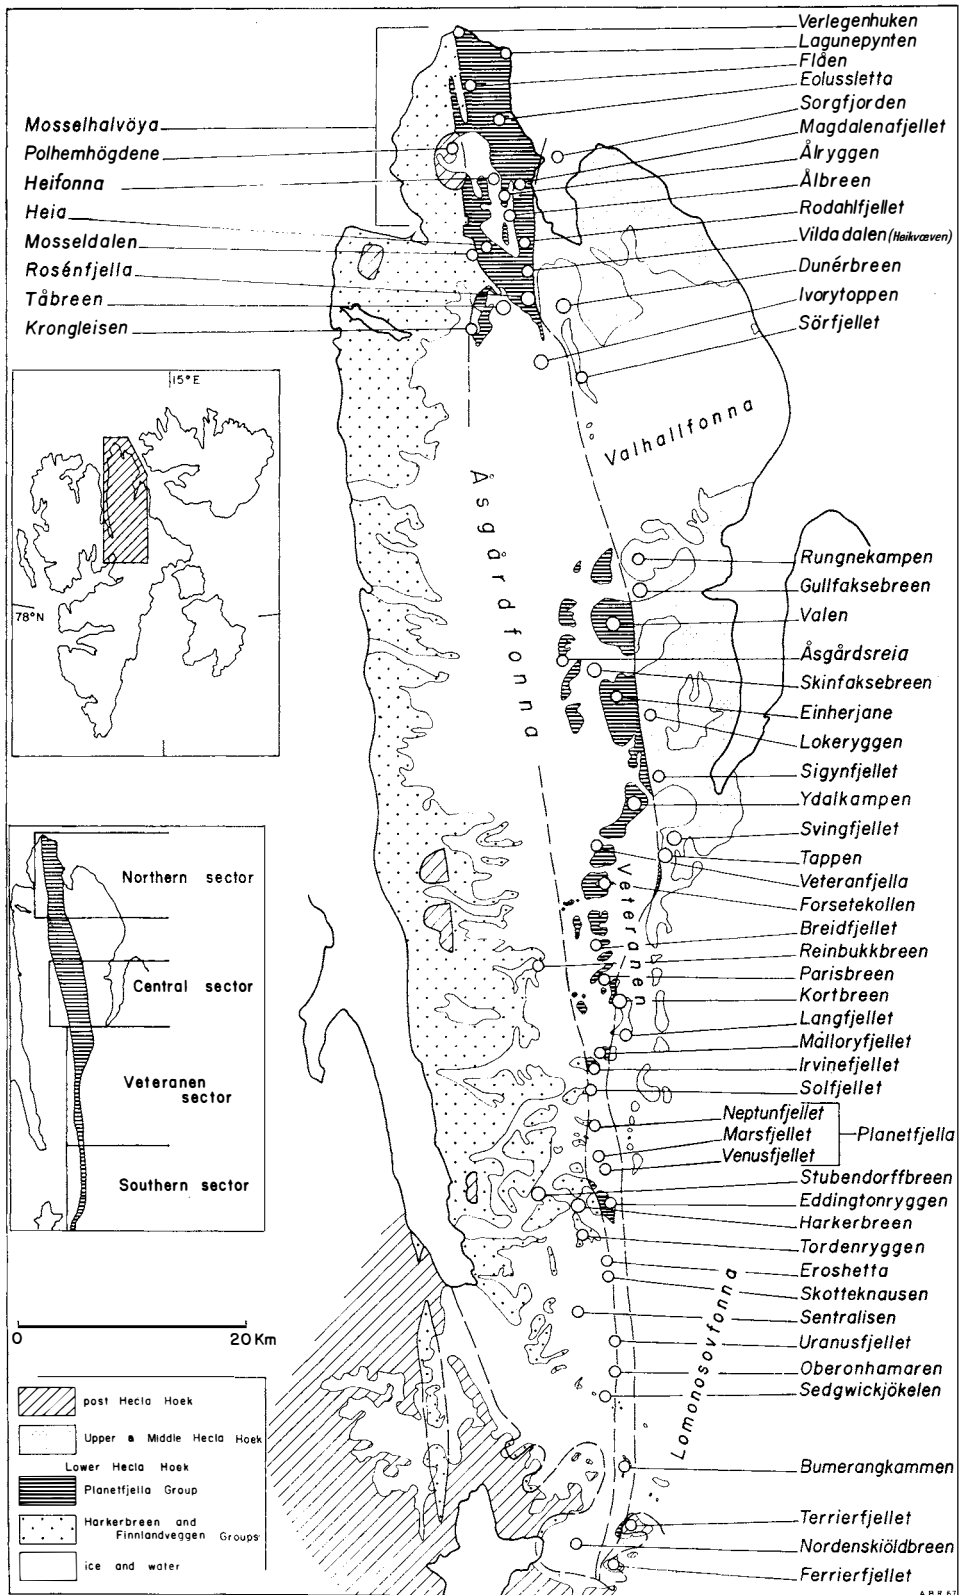 Verlegenhuken
Lagunepynten
Flåen
Eolussletta
Sorgfjorden
Magdalenafjellet
Ålryggen
Ålbreen
Rodahlfjellet
Vildadalen (Heikvæven)
Dunérbreen
Ivorytoppen
Sörfjellet
Mosselhalvöya
Polhemhögdene
Heifonna
Heia
Mosseldalen
Rosénfjella
Tåbreen
Krongleisen
15°E
78°N
Valhallfonna
Åsgårdfonna
Veteranen
Lomonosovfonna
Rungnekampen
Gullfaksebreen
Valen
Åsgårdsreia
Skinfaksebreen
Einherjane
Lokeryggen
Sigynfjellet
Ydalkampen
Svingfjellet
Tappen
Veteranfjella
Forsetekollen
Breidfjellet
Reinbukkbreen
Parisbreen
Kortbreen
Langfjellet
Malloryfjellet
Irvinefjellet
Solfjellet
Neptunfjellet
Marsfjellet
Venusfjellet
Planetfjella
Stubendorffbreen
Eddingtonryggen
Harkerbreen
Tordenryggen
Eroshetta
Skotteknausen
Sentralisen
Uranusfjellet
Oberonhamaren
Sedgwickjökelen
Bumerangkammen
Terrierfjellet
Nordenskiöldbreen
Ferrierfjellet
Northern sector
Central sector
Veteranen
sector
Southern sector
0 20 Km
post Hecla Hoek
Upper & Middle Hecla Hoek
Lower Hecla Hoek
Planetfjella Group
Harkerbreen and
Finnlandveggen Groups
ice and water
A.B.R.67